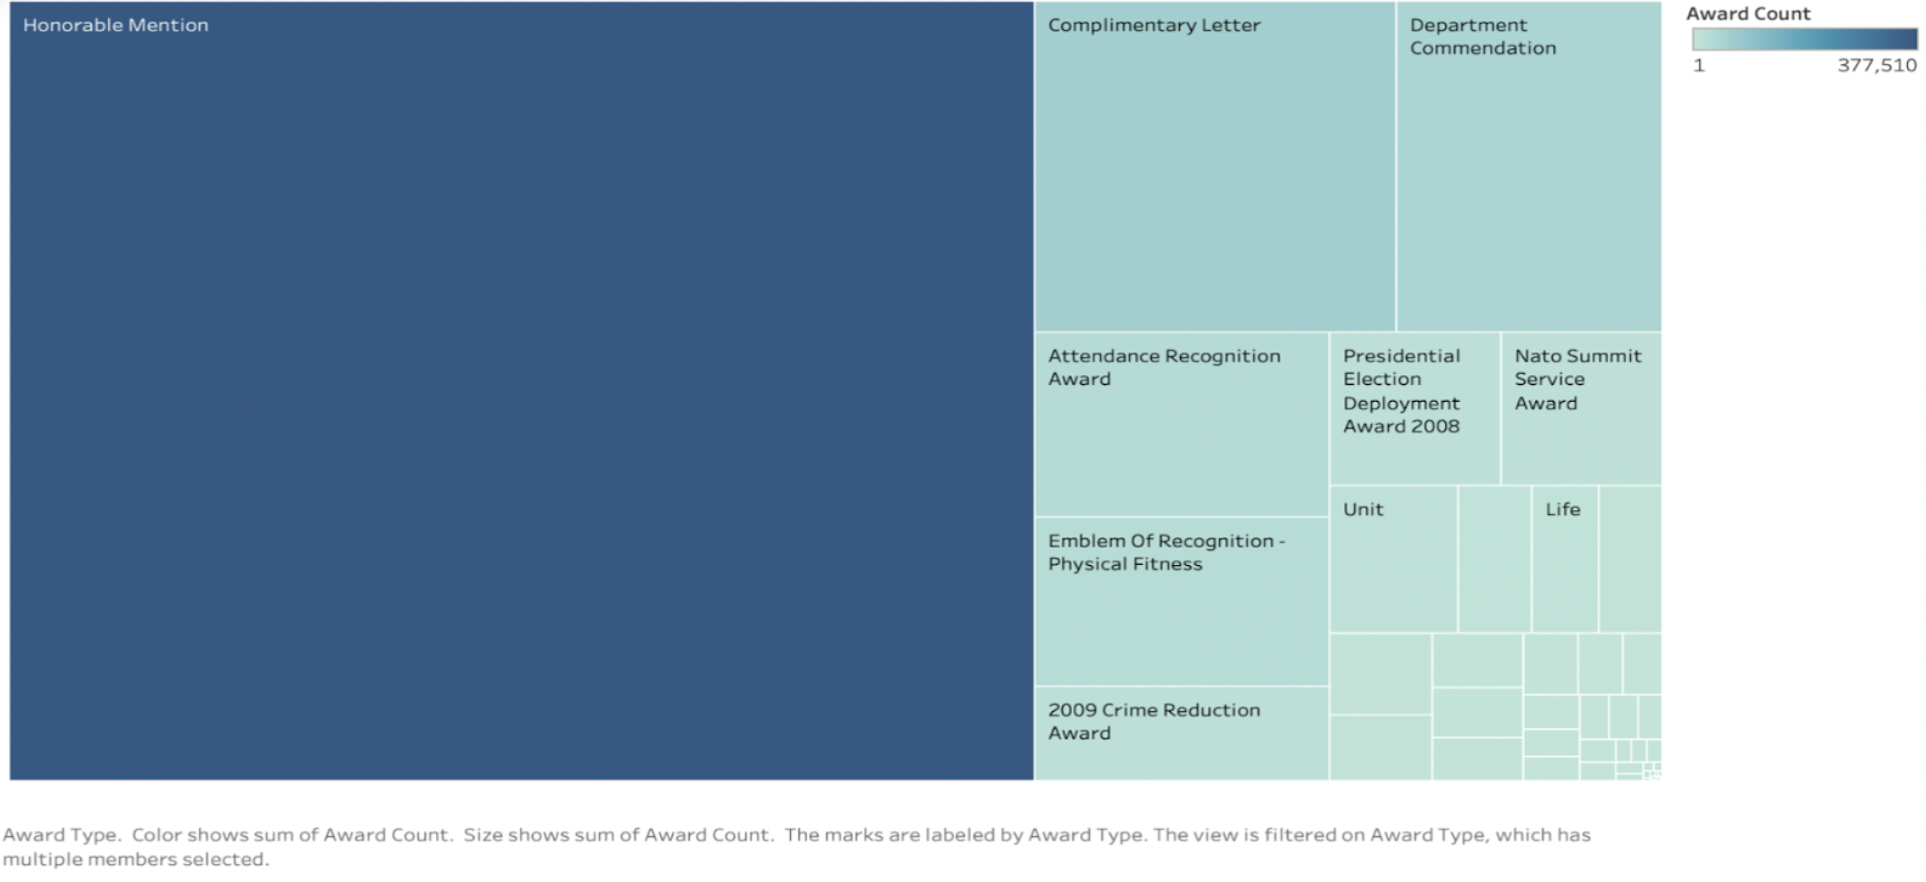 Honorable Mention
Complimentary Letter
Department
Commendation
Award Count
1
377,510
Attendance Recognition
Award
Presidential
Election
Deployment
Award 2008
Nato Summit
Service
Award
Emblem Of Recognition -
Physical Fitness
Unit
Life
2009 Crime Reduction
Award
Award Type.  Color shows sum of Award Count.  Size shows sum of Award Count.  The marks are labeled by Award Type. The view is filtered on Award Type, which has
multiple members selected.